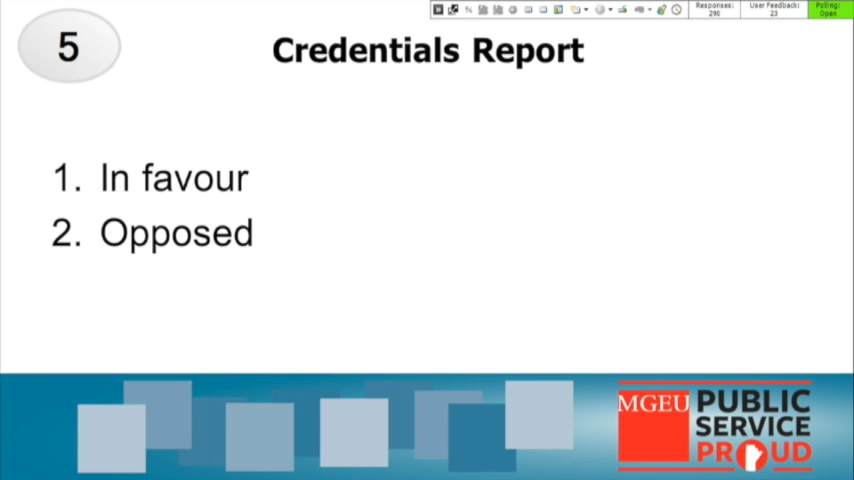 Responses:
290
User Feedback:
23
Polling:
Open
5
Credentials Report
1. In favour
2. Opposed
MGEU
PUBLIC
SERVICE
PROUD